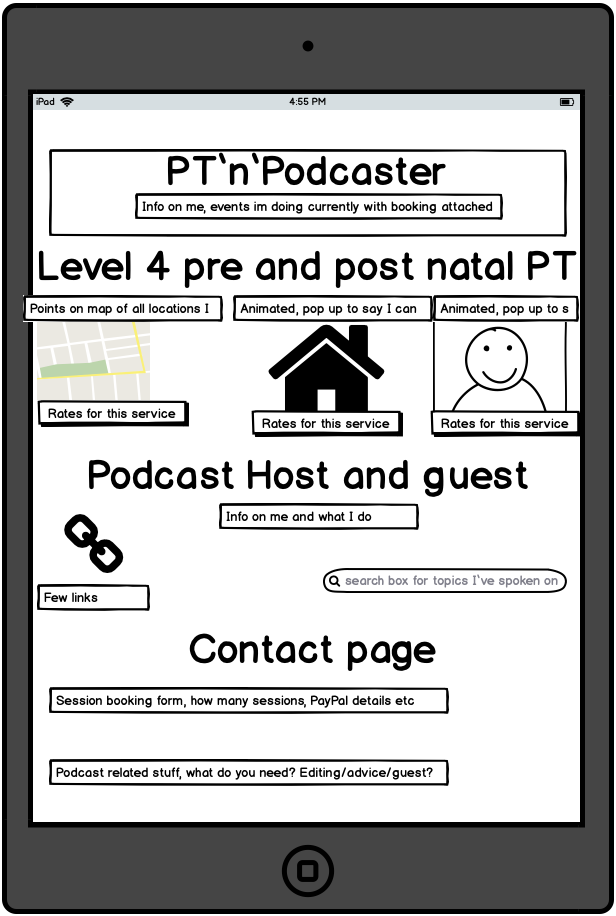 iPad 4:55 PM
PT'n'Podcaster
Info on me, events im doing currently with booking attached
Level 4 pre and post natal PT
Points on map of all locations I
Animated, pop up to say I can
Animated, pop up to s
Rates for this service
Rates for this service
Rates for this service
Podcast Host and guest
Info on me and what I do
search box for topics I've spoken on
Few links
Contact page
Session booking form, how many sessions, PayPal details etc
Podcast related stuff, what do you need? Editing/advice/guest?